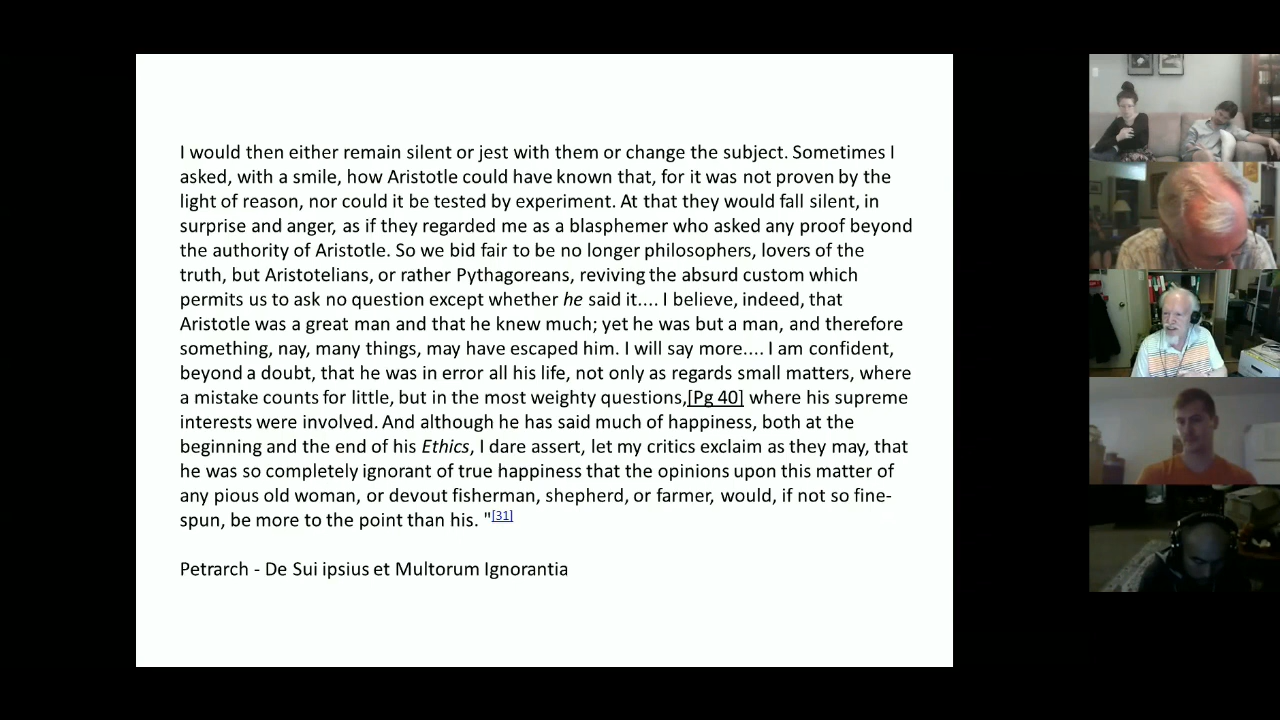 I would then either remain silent or jest with them or change the subject. Sometimes I
asked, with a smile, how Aristotle could have known that, for it was not proven by the
light of reason, nor could it be tested by experiment. At that they would fall silent, in
surprise and anger, as if they regarded me as a blasphemer who asked any proof beyond
the authority of Aristotle. So we bid fair to be no longer philosophers, lovers of the
truth, but Aristotelians, or rather Pythagoreans, reviving the absurd custom which
permits us to ask no question except whether he said it.... I believe, indeed, that
Aristotle was a great man and that he knew much; yet he was but a man, and therefore
something, nay, many things, may have escaped him. I will say more.... I am confident,
beyond a doubt, that he was in error all his life, not only as regards small matters, where
a mistake counts for little, but in the most weighty questions,[Pg 40] where his supreme
interests were involved. And although he has said much of happiness, both at the
beginning and the end of his Ethics, I dare assert, let my critics exclaim as they may, that
he was so completely ignorant of true happiness that the opinions upon this matter of
any pious old woman, or devout fisherman, shepherd, or farmer, would, if not so fine-
spun, be more to the point than his. "[31]
Petrarch - De Sui ipsius et Multorum Ignorantia